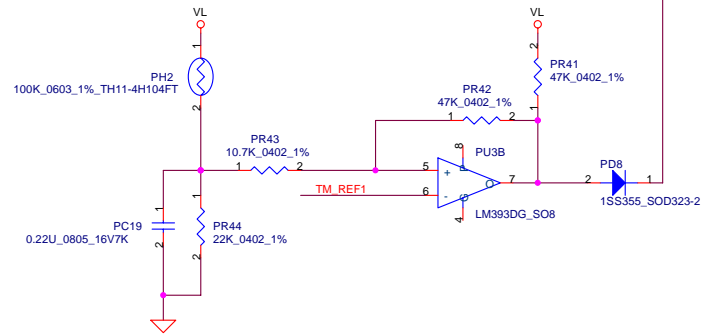 VL
VL
1
2
PH2
100K_0603_1%_TH11-4H104FT
2
PR41
47K_0402_1%
1
PR42
47K_0402_1%
1
2
PR43
10.7K_0402_1%
1
2
8
PU3B
5
+
P
O
7
TM_REF1
6
-
G
4
LM393DG_SO8
PD8
2
1
1SS355_SOD323-2
1
PC19
0.22U_0805_16V7K
2
1
PR44
22K_0402_1%
2